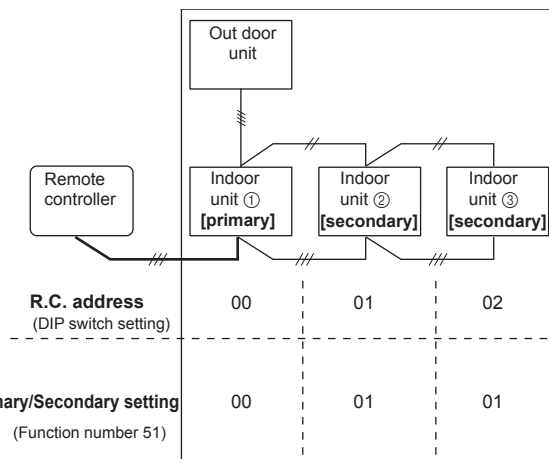 Out door
unit
Remote
controller
Indoor
unit ①
[primary]
Indoor
unit ②
[secondary]
Indoor
unit ③
[secondary]
R.C. address 00 01 02
(DIP switch setting)
nary/Secondary setting 00 01 01
(Function number 51)